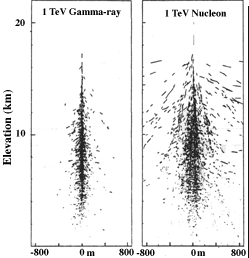 1 TeV Gamma-ray
1 TeV Nucleon
20
10
Elevation (km)
-800 0 m 800
-800 0 m 800